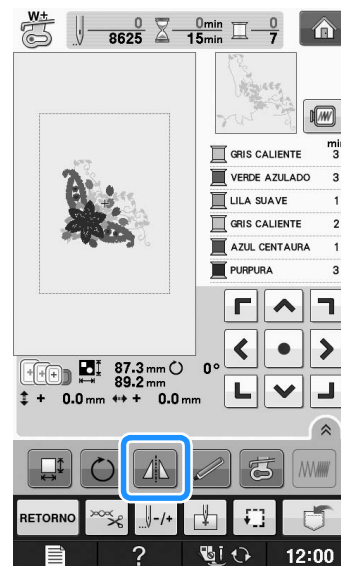 W+
0 0min 0
8625 15min 7
min
GRIS CALIENTE 3
VERDE AZULADO 3
LILA SUAVE 1
GRIS CALIENTE 2
AZUL CENTAURA 1
PURPURA 3
87.3 mm 0°
89.2 mm
+ 0.0 mm + 0.0 mm
RETORNO -/+
? 12:00